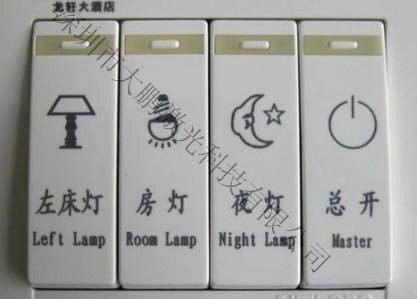 龙轩大酒店
左床灯
Left Lamp
房灯
Room Lamp
夜灯
Night Lamp
总开
Master
深圳市大鹏激光科技有限公司